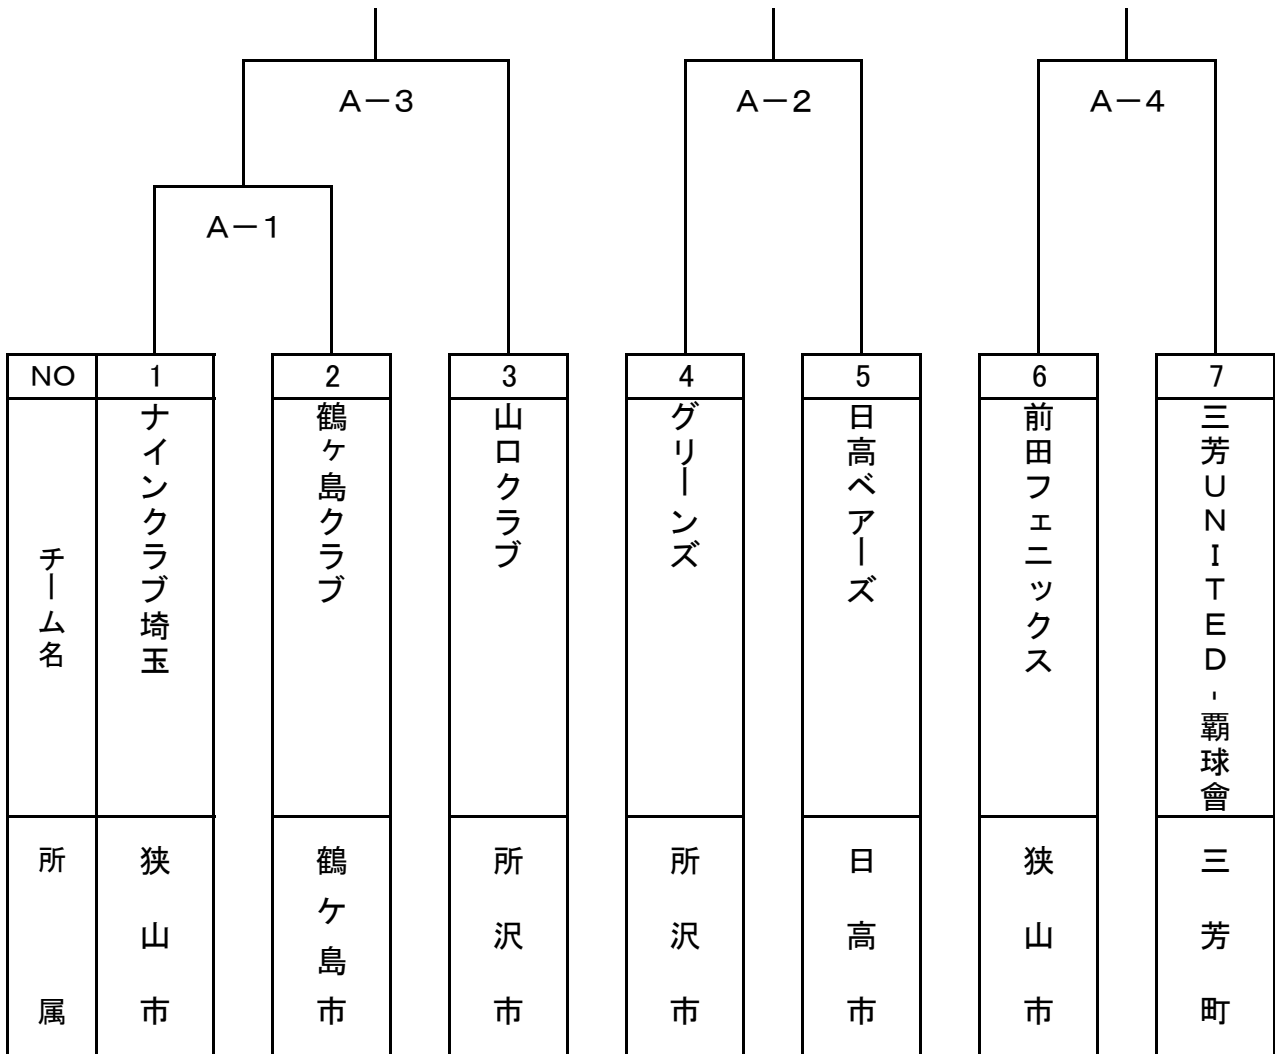 A－3
A－2
A－4
A－1
NO
1
2
3
4
5
6
7
チーム名
ナインクラブ埼玉
鶴ヶ島クラブ
山口クラブ
グリーンズ
日高ベアーズ
前田フェニックス
三芳UNITED-覇球會
所属
狭山市
鶴ケ島市
所沢市
所沢市
日高市
狭山市
三芳町